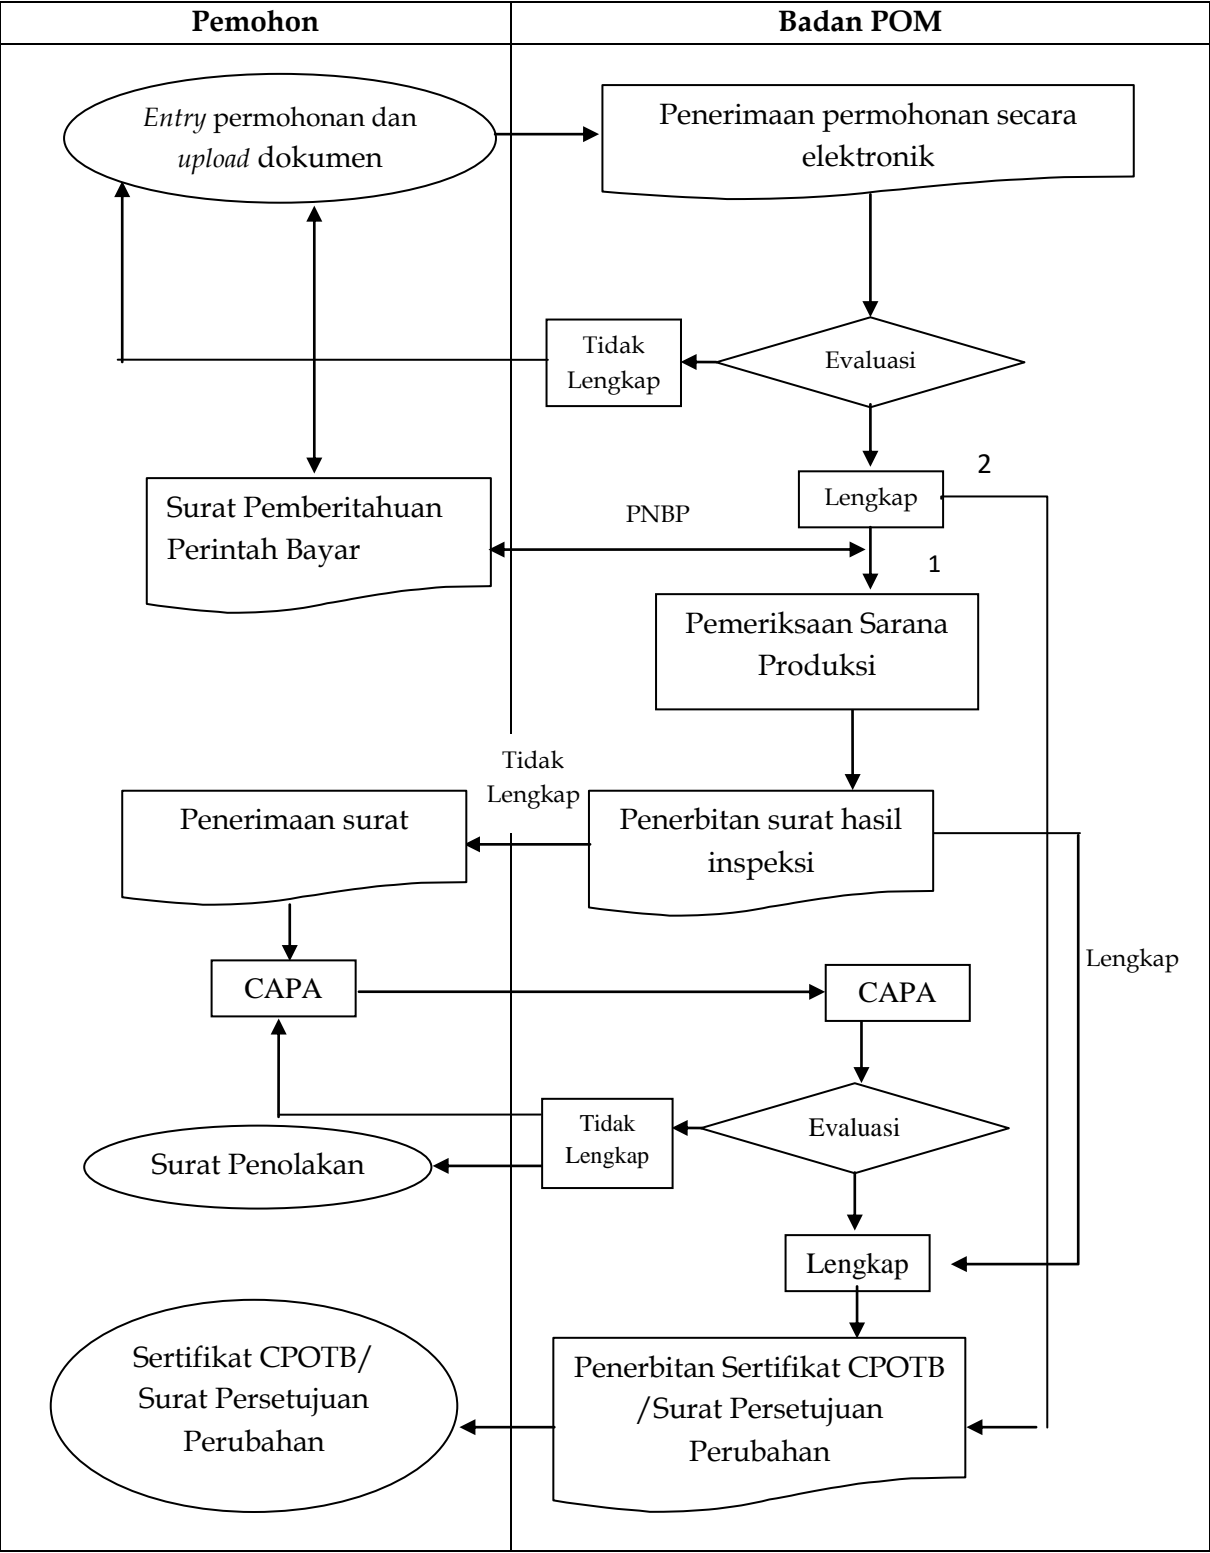 Pemohon
Badan POM
Entry permohonan dan
upload dokumen
Penerimaan permohonan secara
elektronik
Tidak
Lengkap
Evaluasi
Surat Pemberitahuan
Perintah Bayar
PNBP
Lengkap
2
1
Pemeriksaan Sarana
Produksi
Tidak
Lengkap
Penerimaan surat
Penerbitan surat hasil
inspeksi
Lengkap
CAPA
CAPA
Tidak
Lengkap
Evaluasi
Surat Penolakan
Lengkap
Sertifikat CPOTB/
Surat Persetujuan
Perubahan
Penerbitan Sertifikat CPOTB
/Surat Persetujuan
Perubahan